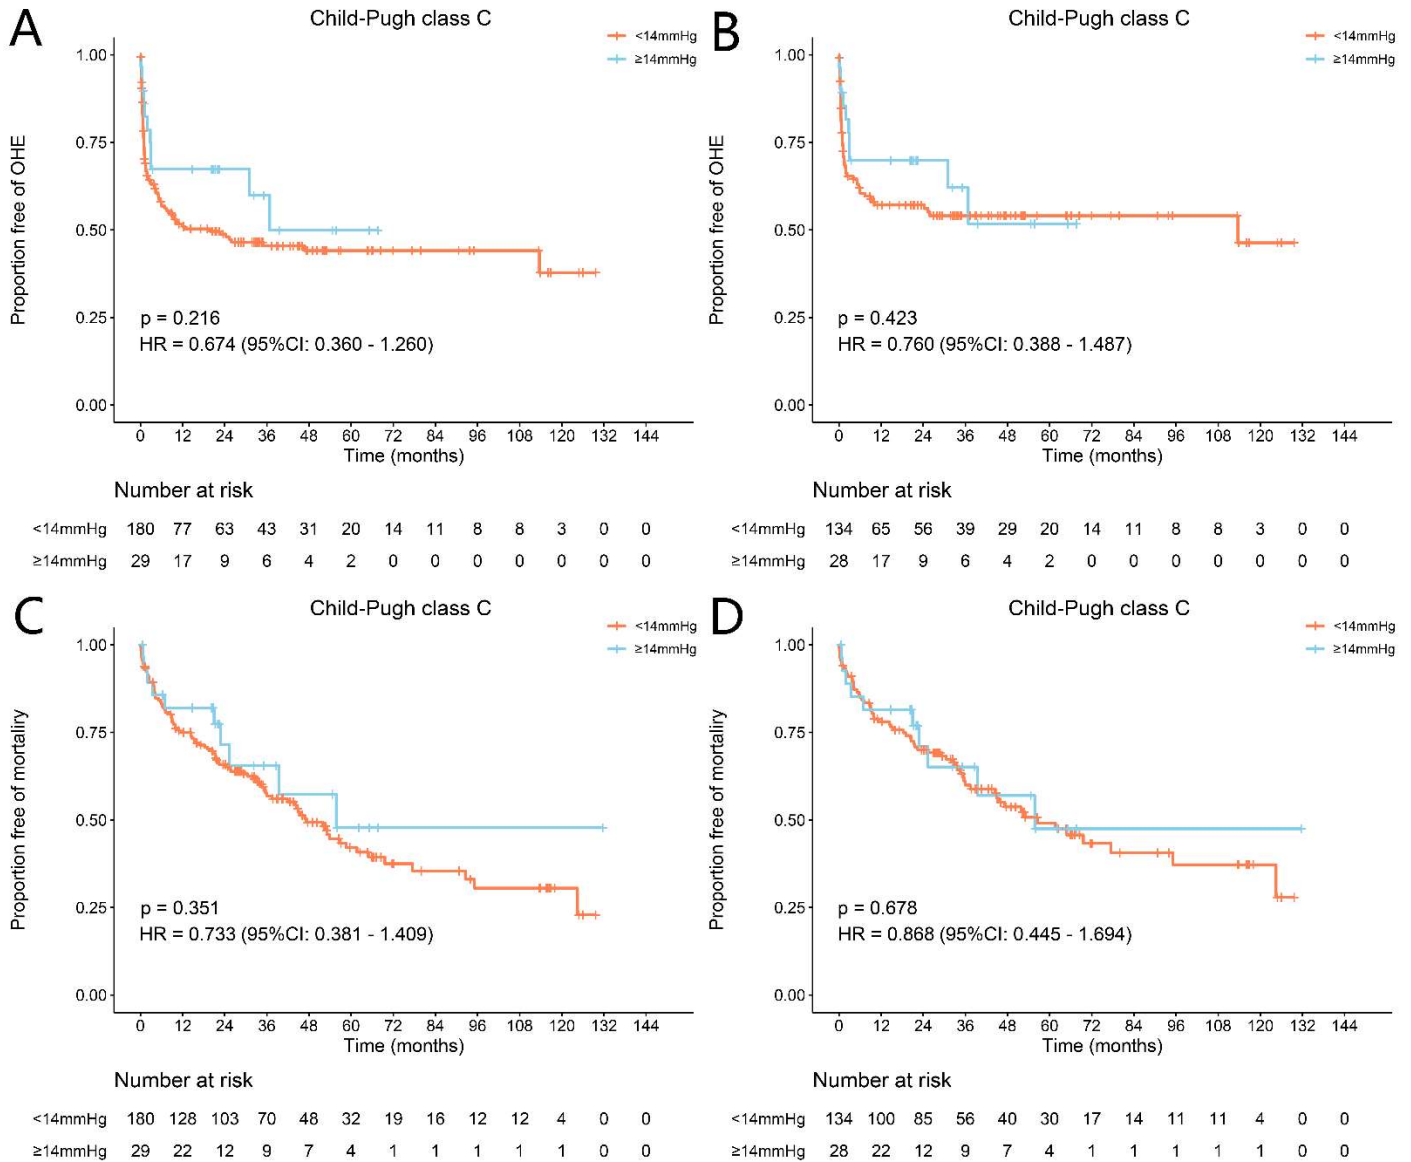 A
Child-Pugh class C
<14mmHg
≥14mmHg
Proportion free of OHE
1.00
0.75
0.50
0.25
0.00
p = 0.216
HR = 0.674 (95%CI: 0.360 - 1.260)
0 12 24 36 48 60 72 84 96 108 120 132 144
Time (months)
Number at risk
<14mmHg 180 77 63 43 31 20 14 11 8 8 3 0 0
≥14mmHg 29 17 9 6 4 2 0 0 0 0 0 0 0
B
Child-Pugh class C
<14mmHg
≥14mmHg
Proportion free of OHE
1.00
0.75
0.50
0.25
0.00
p = 0.423
HR = 0.760 (95%CI: 0.388 - 1.487)
0 12 24 36 48 60 72 84 96 108 120 132 144
Time (months)
Number at risk
<14mmHg 134 65 56 39 29 20 14 11 8 8 3 0 0
≥14mmHg 28 17 9 6 4 2 0 0 0 0 0 0 0
C
Child-Pugh class C
<14mmHg
≥14mmHg
Proportion free of mortaliry
1.00
0.75
0.50
0.25
0.00
p = 0.351
HR = 0.733 (95%CI: 0.381 - 1.409)
0 12 24 36 48 60 72 84 96 108 120 132 144
Time (months)
Number at risk
<14mmHg 180 128 103 70 48 32 19 16 12 12 4 0 0
≥14mmHg 29 22 12 9 7 4 1 1 1 1 1 0 0
D
Child-Pugh class C
<14mmHg
≥14mmHg
Proportion free of mortaliry
1.00
0.75
0.50
0.25
0.00
p = 0.678
HR = 0.868 (95%CI: 0.445 - 1.694)
0 12 24 36 48 60 72 84 96 108 120 132 144
Time (months)
Number at risk
<14mmHg 134 100 85 56 40 30 17 14 11 11 4 0 0
≥14mmHg 28 22 12 9 7 4 1 1 1 1 1 0 0